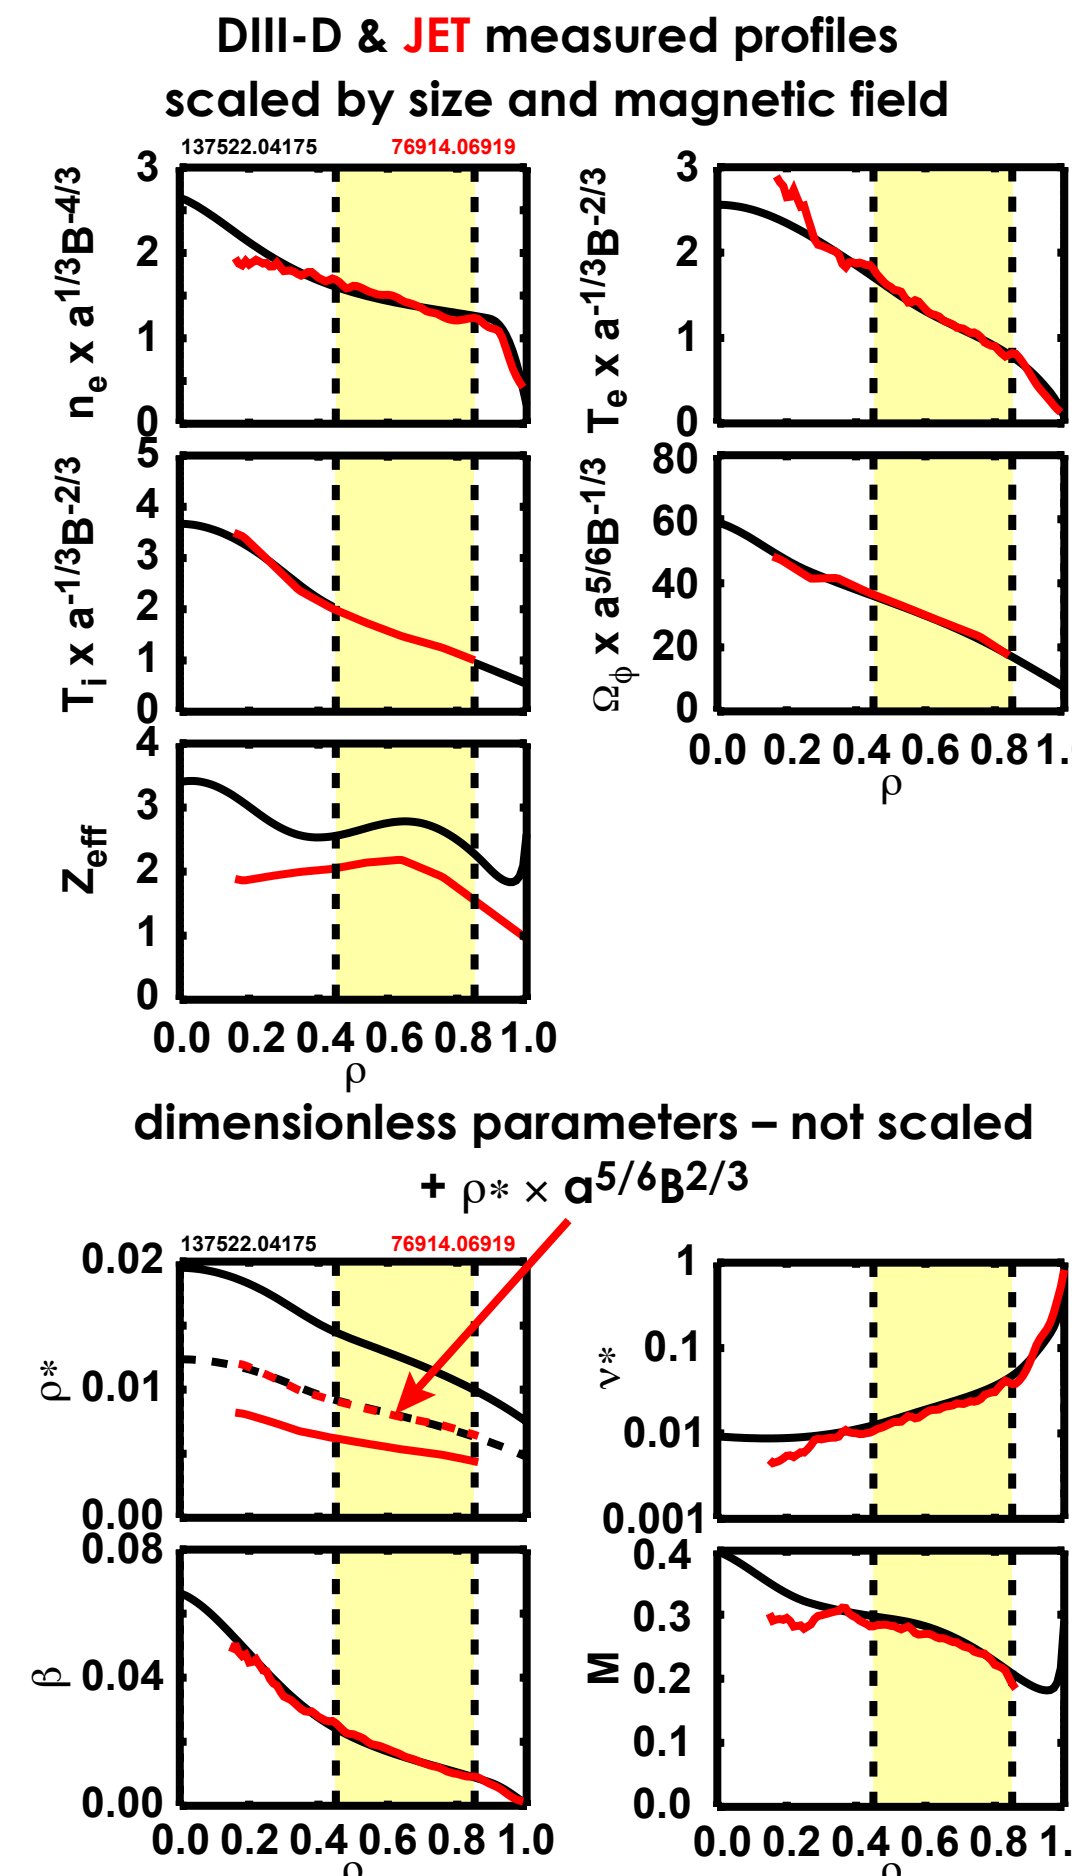 DIII-D & JET measured profiles
scaled by size and magnetic field
137522.04175 76914.06919
n_e x a^1/3B^-4/3
3
2
1
0
T_e x a^-1/3B^-2/3
3
2
1
0
T_i x a^-1/3B^-2/3
5
4
3
2
1
0
Ω_ϕ x a^5/6B^-1/3
80
60
40
20
0
0.0 0.2 0.4 0.6 0.8 1.
ρ
Z_eff
4
3
2
1
0
0.0 0.2 0.4 0.6 0.8 1.0
ρ
dimensionless parameters – not scaled
+ ρ* × a^5/6B^2/3
137522.04175 76914.06919
ρ*
0.02
0.01
0.00
ν*
1
0.1
0.01
0.001
β
0.08
0.04
0.00
0.0 0.2 0.4 0.6 0.8 1.0
ρ
M
0.4
0.3
0.2
0.1
0.0
0.0 0.2 0.4 0.6 0.8 1.
ρ